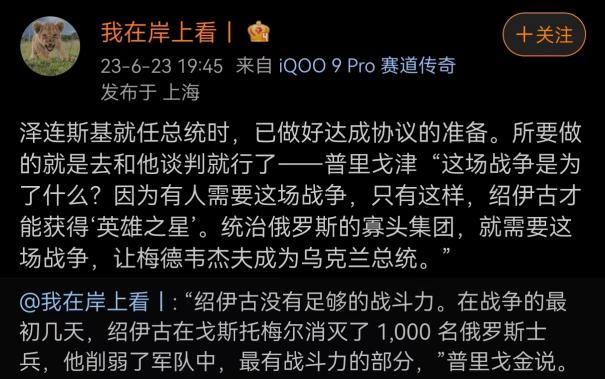 我在岸上看丨
+关注
23-6-23 19:45 来自 iQOO 9 Pro 赛道传奇
发布于 上海
泽连斯基就任总统时，已做好达成协议的准备。所要做
的就是去和他谈判就行了——普里戈津“这场战争是为
了什么？因为有人需要这场战争，只有这样，绍伊古才
能获得‘英雄之星’。统治俄罗斯的寡头集团，就需要这
场战争，让梅德韦杰夫成为乌克兰总统。”
@我在岸上看丨: “绍伊古没有足够的战斗力。在战争的最
初几天，绍伊古在戈斯托梅尔消灭了 1,000 名俄罗斯士
兵，他削弱了军队中，最有战斗力的部分，”普里戈金说。